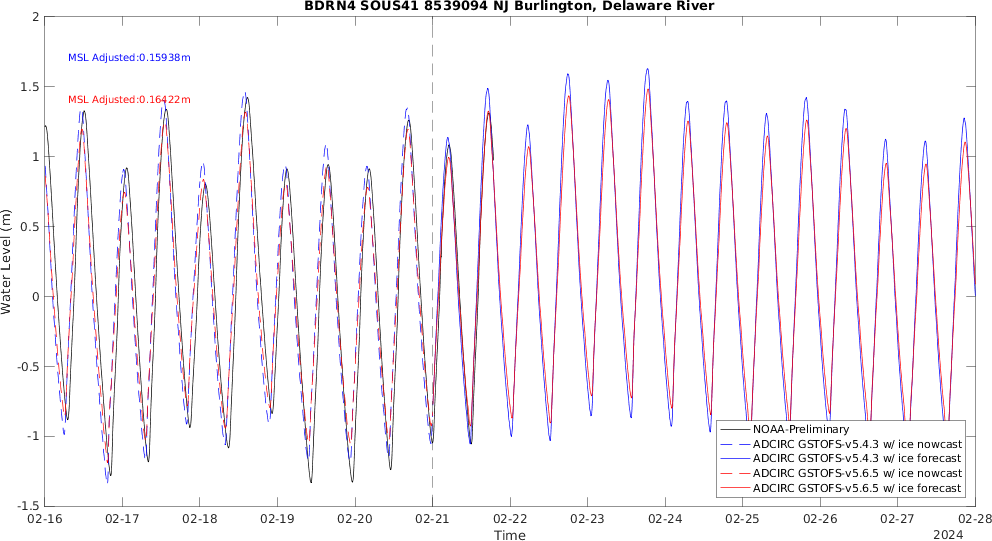 BDRN4 SOUS41 8539094 NJ Burlington, Delaware River
2
MSL Adjusted:0.15938m
1.5
MSL Adjusted:0.16422m
1
0.5
Water Level (m)
0
-0.5
-1
NOAA-Preliminary
ADCIRC GSTOFS-v5.4.3 w/ ice nowcast
ADCIRC GSTOFS-v5.4.3 w/ ice forecast
ADCIRC GSTOFS-v5.6.5 w/ ice nowcast
ADCIRC GSTOFS-v5.6.5 w/ ice forecast
-1.5
02-16 02-17 02-18 02-19 02-20 02-21 02-22 02-23 02-24 02-25 02-26 02-27 02-28
Time
2024